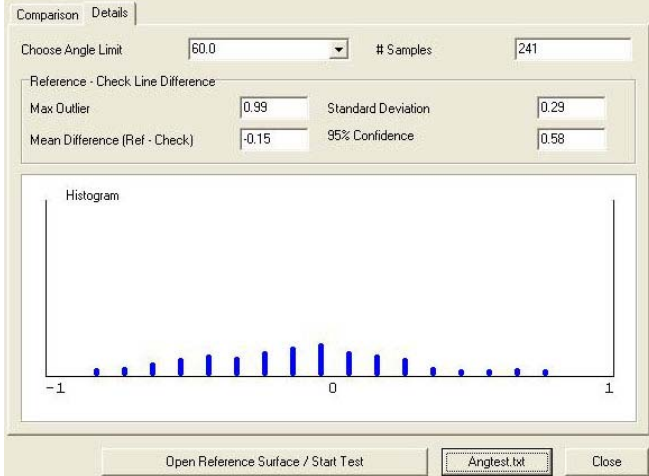 Comparison Details
Choose Angle Limit 60.0 # Samples 241
Reference - Check Line Difference
Max Outlier 0.99 Standard Deviation 0.29
Mean Difference (Ref - Check) -0.15 95% Confidence 0.58
Histogram
-1 0 1
Open Reference Surface / Start Test Angtest.txt Close